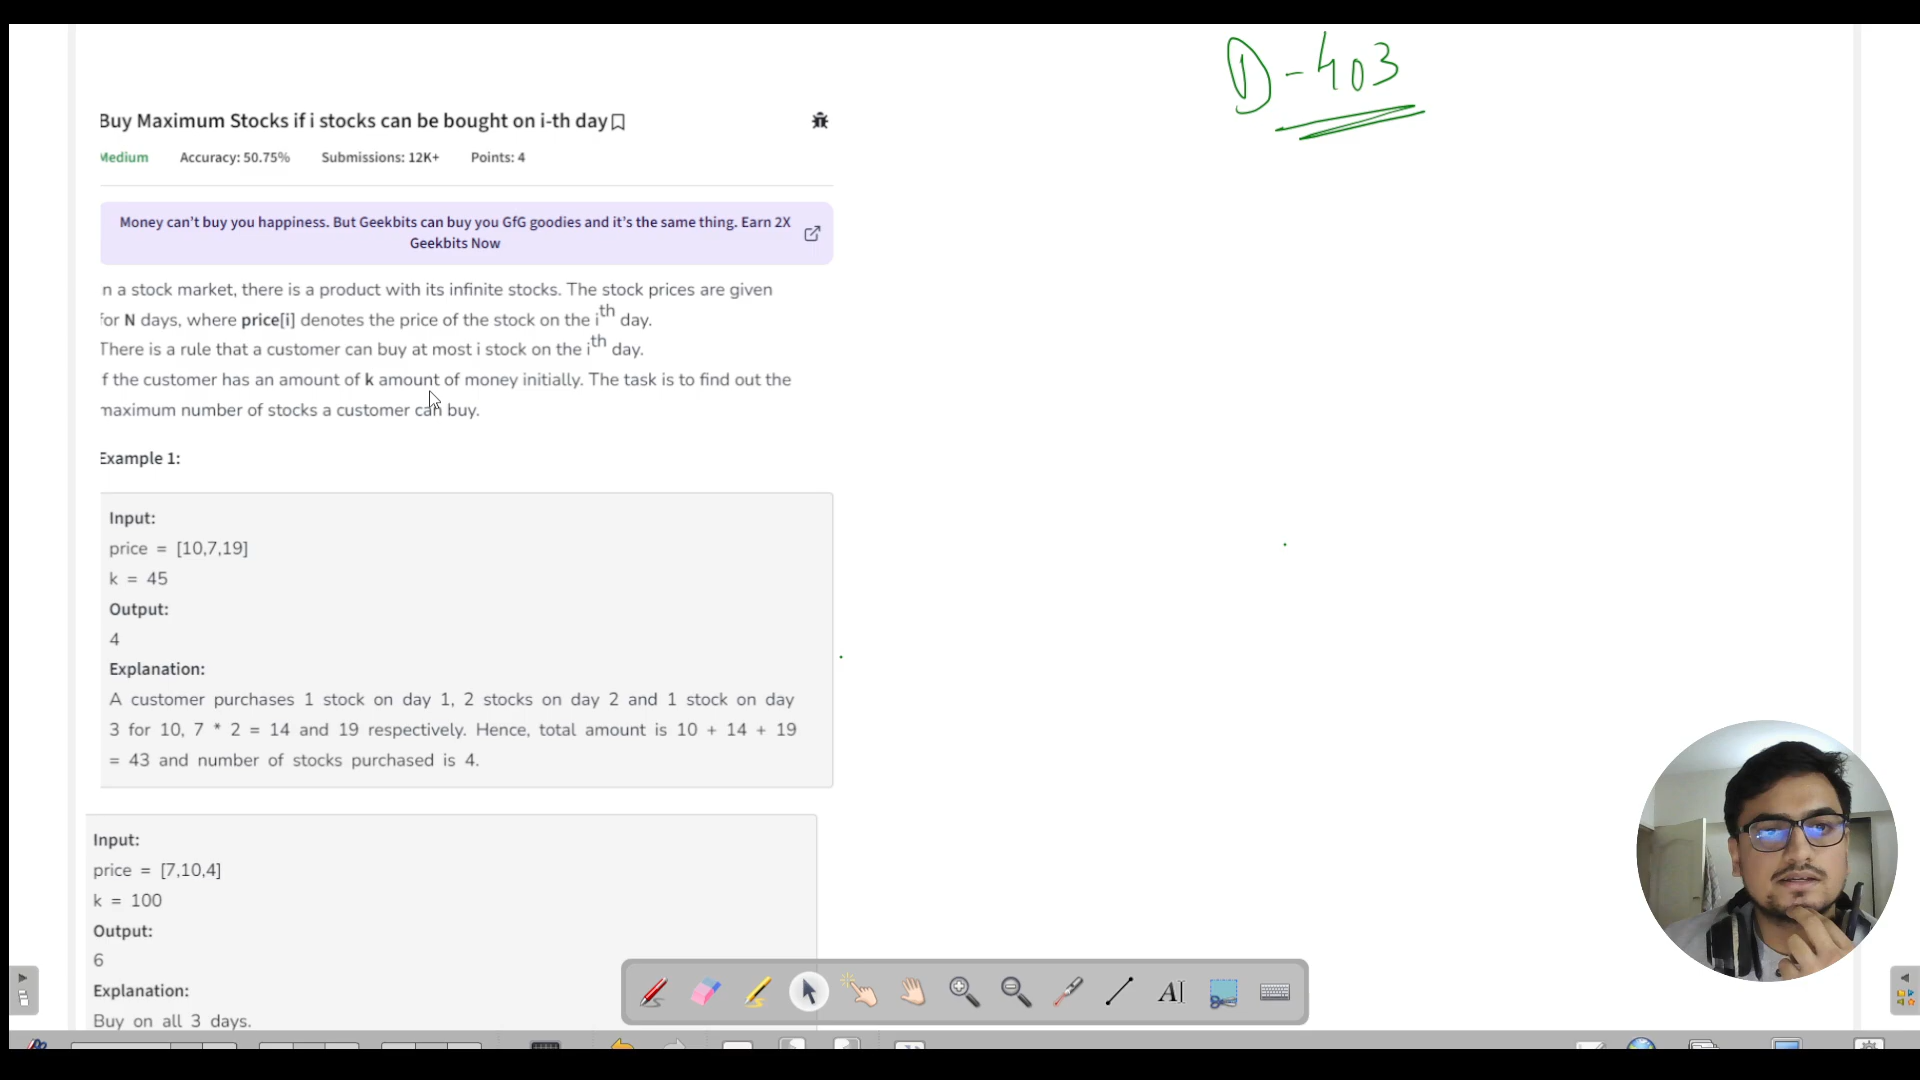 D-403
Buy Maximum Stocks if i stocks can be bought on i-th day
Medium Accuracy: 50.75% Submissions: 12K+ Points: 4
Money can't buy you happiness. But Geekbits can buy you GfG goodies and it's the same thing. Earn 2X
Geekbits Now
n a stock market, there is a product with its infinite stocks. The stock prices are given
for N days, where price[i] denotes the price of the stock on the ith day.
There is a rule that a customer can buy at most i stock on the ith day.
f the customer has an amount of k amount of money initially. The task is to find out the
maximum number of stocks a customer can buy.
Example 1:
Input:
price = [10,7,19]
k = 45
Output:
4
Explanation:
A customer purchases 1 stock on day 1, 2 stocks on day 2 and 1 stock on day
3 for 10, 7 * 2 = 14 and 19 respectively. Hence, total amount is 10 + 14 + 19
= 43 and number of stocks purchased is 4.
Input:
price = [7,10,4]
k = 100
Output:
6
Explanation:
Buy on all 3 days.